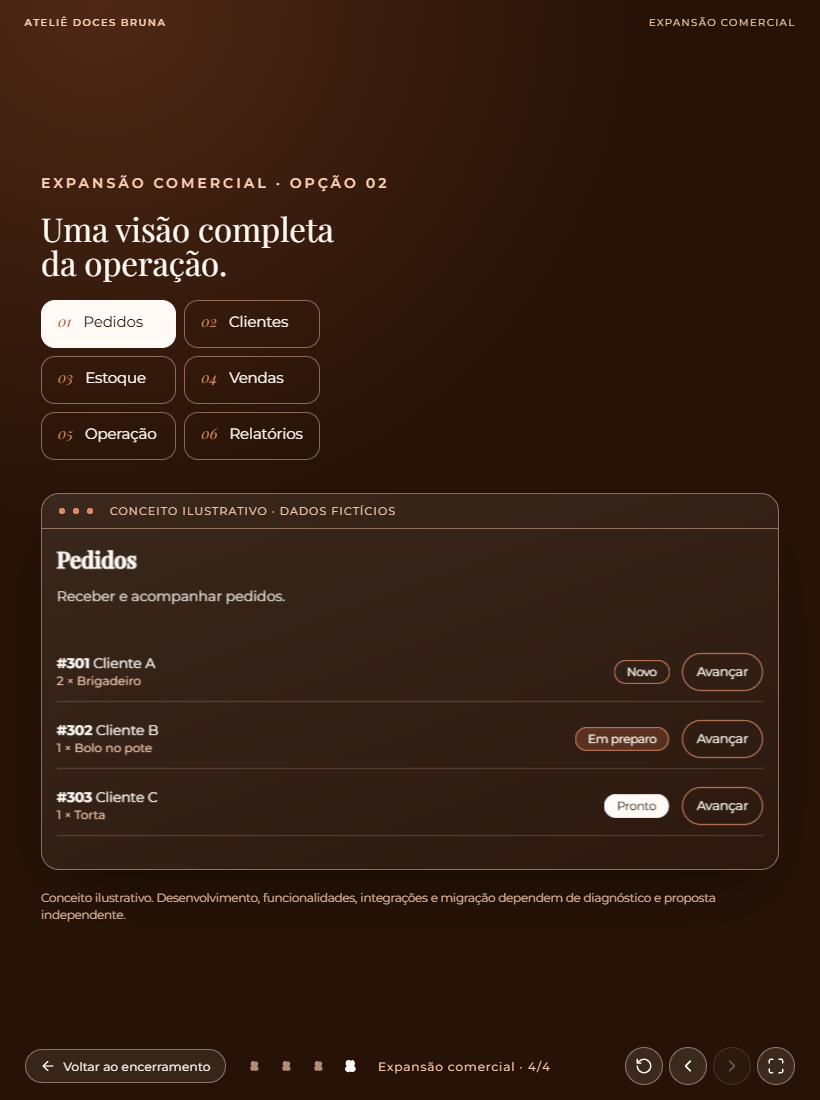 ATELIÊ DOCES BRUNA
EXPANSÃO COMERCIAL
EXPANSÃO COMERCIAL · OPÇÃO 02
Uma visão completa
da operação.
01 Pedidos
02 Clientes
03 Estoque
04 Vendas
05 Operação
06 Relatórios
CONCEITO ILUSTRATIVO · DADOS FICTÍCIOS
Pedidos
Receber e acompanhar pedidos.
#301 Cliente A
2 × Brigadeiro
Novo
Avançar
#302 Cliente B
1 × Bolo no pote
Em preparo
Avançar
#303 Cliente C
1 × Torta
Pronto
Avançar
Conceito ilustrativo. Desenvolvimento, funcionalidades, integrações e migração dependem de diagnóstico e proposta
independente.
Voltar ao encerramento
Expansão comercial · 4/4